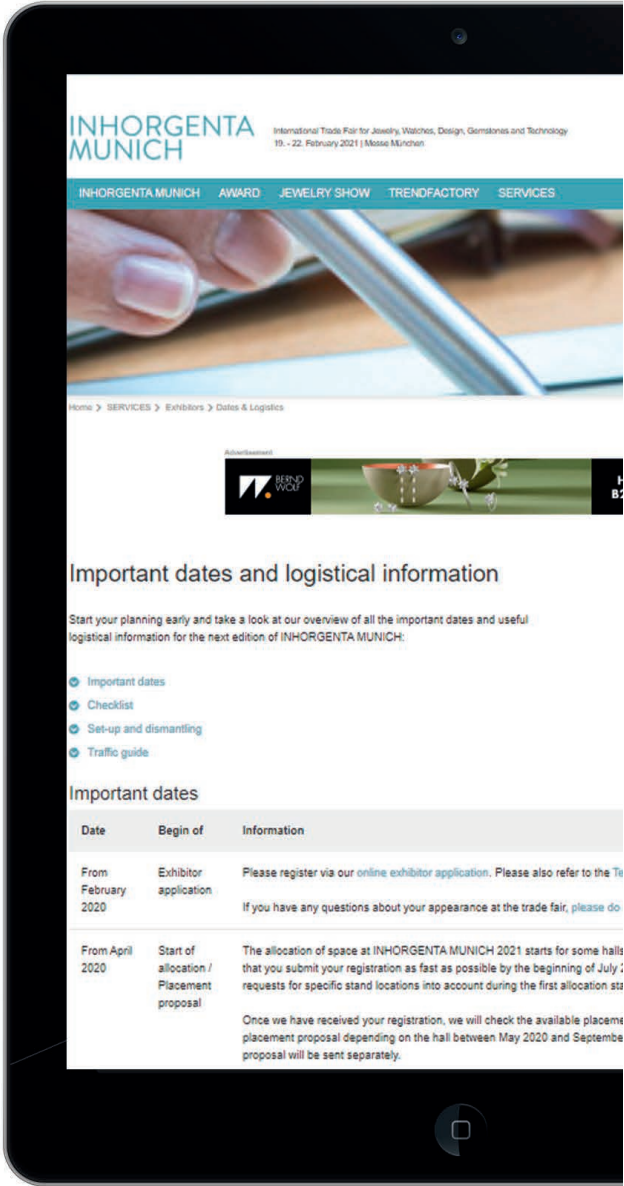 INHORGENTA
MUNICH
International Trade Fair for Jewelry, Watches, Design, Gemstones and Technology
19. - 22. February 2021 | Messe München
INHORGENTA MUNICH AWARD JEWELRY SHOW TRENDFACTORY SERVICES
Home > SERVICES > Exhibitors > Dates & Logistics
Advertisement
BERND
WOLF
H
B2
Important dates and logistical information
Start your planning early and take a look at our overview of all the important dates and useful
logistical information for the next edition of INHORGENTA MUNICH:
Important dates
Checklist
Set-up and dismantling
Traffic guide
Important dates
Date Begin of Information
From
February
2020
Exhibitor
application
Please register via our online exhibitor application. Please also refer to the Te
If you have any questions about your appearance at the trade fair, please do
From April
2020
Start of
allocation /
Placement
proposal
The allocation of space at INHORGENTA MUNICH 2021 starts for some halls
that you submit your registration as fast as possible by the beginning of July 2
requests for specific stand locations into account during the first allocation sta
Once we have received your registration, we will check the available placeme
placement proposal depending on the hall between May 2020 and Septembe
proposal will be sent separately.